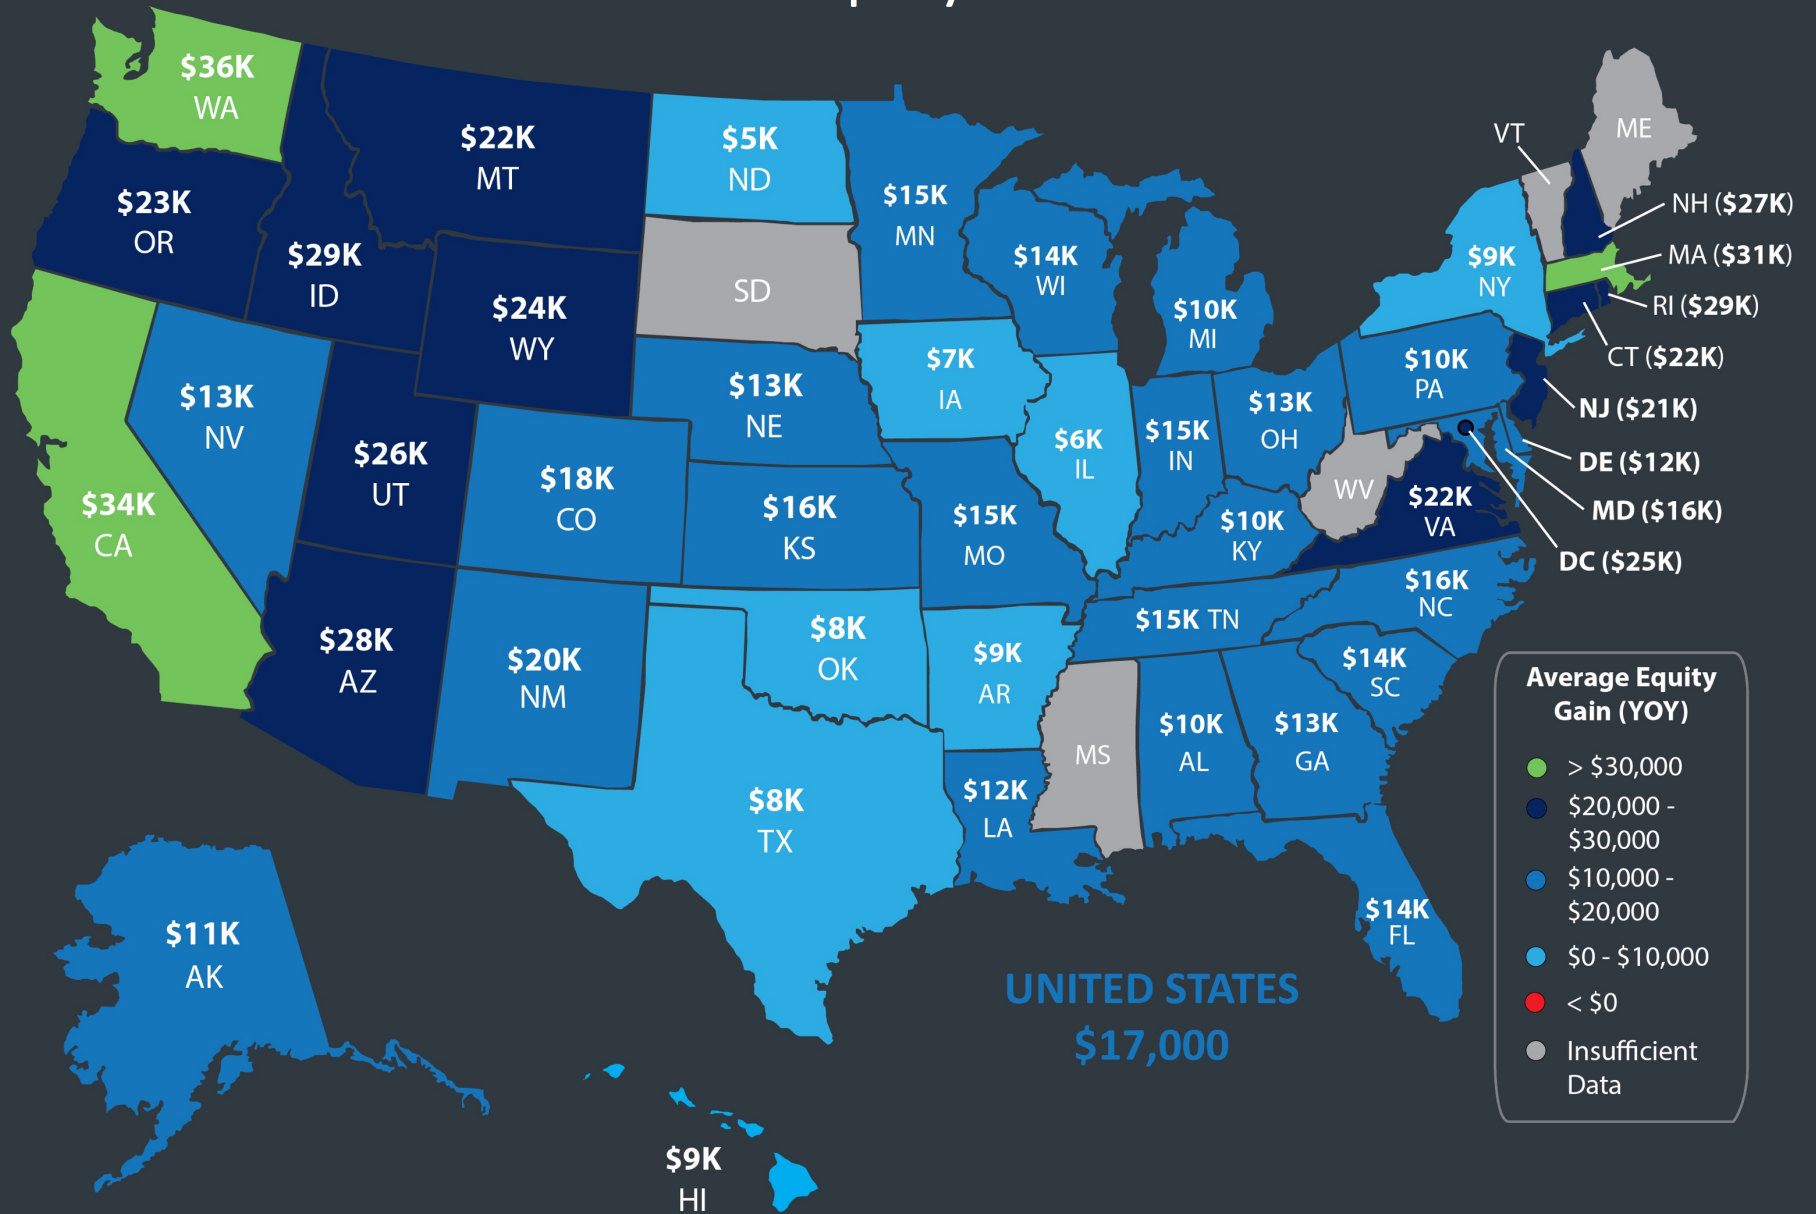 $36K
WA
$22K
MT
$5K
ND
$15K
MN
VT
ME
$23K
OR
$29K
ID
$24K
WY
SD
$14K
WI
$10K
MI
$9K
NY
NH ($27K)
MA ($31K)
RI ($29K)
CT ($22K)
NJ ($21K)
DE ($12K)
MD ($16K)
DC ($25K)
$13K
NV
$26K
UT
$18K
CO
$13K
NE
$7K
IA
$6K
IL
$15K
IN
$13K
OH
$10K
PA
WV
$22K
VA
$34K
CA
$16K
KS
$15K
MO
$10K
KY
$16K
NC
$15K TN
$28K
AZ
$20K
NM
$8K
OK
$9K
AR
$14K
SC
MS
$10K
AL
$13K
GA
$8K
TX
$12K
LA
$14K
FL
$11K
AK
$9K
HI
UNITED STATES
$17,000
Average Equity
Gain (YOY)
> $30,000
$20,000 -
$30,000
$10,000 -
$20,000
$0 - $10,000
< $0
Insufficient
Data